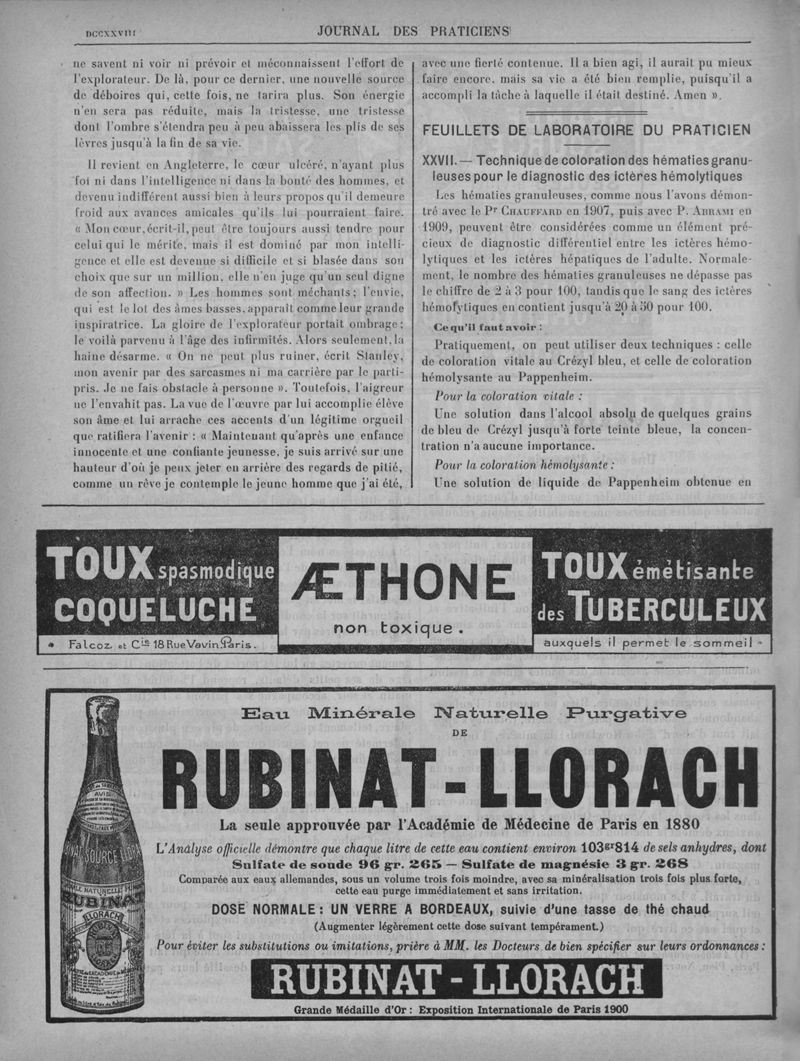 DCCXXVIII
JOURNAL DES PRATICIENS
ne savent ni voir ni prévoir et méconnaissent l'effort de
l'explorateur. De là, pour ce dernier, une nouvelle source
de déboires qui, cette fois, ne tarira plus. Son énergie
n'en sera pas réduite, mais la tristesse, une tristesse
dont l'ombre s'étendra peu à peu abaissera les plis de ses
lèvres jusqu'à la fin de sa vie.
Il revient en Angleterre, le cœur ulcéré, n'ayant plus
foi ni dans l'intelligence ni dans la bonté des hommes, et
devenu indifférent aussi bien à leurs propos qu'il demeure
froid aux avances amicales qu'ils lui pourraient faire.
« Mon cœur, écrit-il, peut être toujours aussi tendre pour
celui qui le mérite, mais il est dominé par mon intelli-
gence et elle est devenue si difficile et si blasée dans son
choix que sur un million, elle n'en juge qu'un seul digne
de son affection. » Les hommes sont méchants ; l'envie,
qui est le lot des âmes basses, apparaît comme leur grande
inspiratrice. La gloire de l'explorateur portait ombrage ;
le voilà parvenu à l'âge des infirmités. Alors seulement, la
haine désarme. « On ne peut plus ruiner, écrit Stanley,
mon avenir par des sarcasmes ni ma carrière par le parti-
pris. Je ne fais obstacle à personne ». Toutefois, l'aigreur
ne l'envahit pas. La vue de l'œuvre par lui accomplie élève
son âme et lui arrache ces accents d'un légitime orgueil
que ratifiera l'avenir : « Maintenant qu'après une enfance
innocente et une confiante jeunesse, je suis arrivé sur une
hauteur d'où je peux jeter en arrière des regards de pitié,
comme un rêve je contemple le jeune homme que j'ai été,
avec une fierté contenue. Il a bien agi, il aurait pu mieux
faire encore, mais sa vie a été bien remplie, puisqu'il a
accompli la tâche à laquelle il était destiné. Amen ».
FEUILLETS DE LABORATOIRE DU PRATICIEN
XXVII. — Technique de coloration des hématies granu-
leuses pour le diagnostic des ictères hémolytiques
Les hématies granuleuses, comme nous l'avons démon-
tré avec le Pr CHAUFFARD en 1907, puis avec P. ABRAMI en
1909, peuvent être considérées comme un élément pré-
cieux de diagnostic différentiel entre les ictères hémo-
lytiques et les ictères hépatiques de l'adulte. Normale-
ment, le nombre des hématies granuleuses ne dépasse pas
le chiffre de 2 à 3 pour 100, tandis que le sang des ictères
hémolytiques en contient jusqu'à 20 à 30 pour 100.
Ce qu'il faut avoir :
Pratiquement, on peut utiliser deux techniques : celle
de coloration vitale au Crézyl bleu, et celle de coloration
hémolysante au Pappenheim.
Pour la coloration vitale :
Une solution dans l'alcool absolu de quelques grains
de bleu de Crézyl jusqu'à forte teinte bleue, la concen-
tration n'a aucune importance.
Pour la coloration hémolysante :
Une solution de liquide de Pappenheim obtenue en
TOUX spasmodique
COQUELUCHE
Falcoz et Cie 18 Rue Vavin, Paris.
ÆTHONE
non toxique.
TOUX émétisante
des TUBERCULEUX
auxquels il permet le sommeil
Eau Minérale Naturelle Purgative
DE
RUBINAT-LLORACH
La seule approuvée par l'Académie de Médecine de Paris en 1880
L'Analyse officielle démontre que chaque litre de cette eau contient environ 103gr814 de sels anhydres, dont
Sulfate de soude 96 gr. 265 — Sulfate de magnésie 3 gr. 268
Comparée aux eaux allemandes, sous un volume trois fois moindre, avec sa minéralisation trois fois plus forte,
cette eau purge immédiatement et sans irritation.
DOSE NORMALE : UN VERRE A BORDEAUX, suivie d'une tasse de thé chaud
(Augmenter légèrement cette dose suivant tempérament.)
Pour éviter les substitutions ou imitations, prière à MM. les Docteurs de bien spécifier sur leurs ordonnances :
RUBINAT - LLORACH
Grande Médaille d'Or : Exposition Internationale de Paris 1900
AVIS
SOURCE
RUBINAT
LLORACH